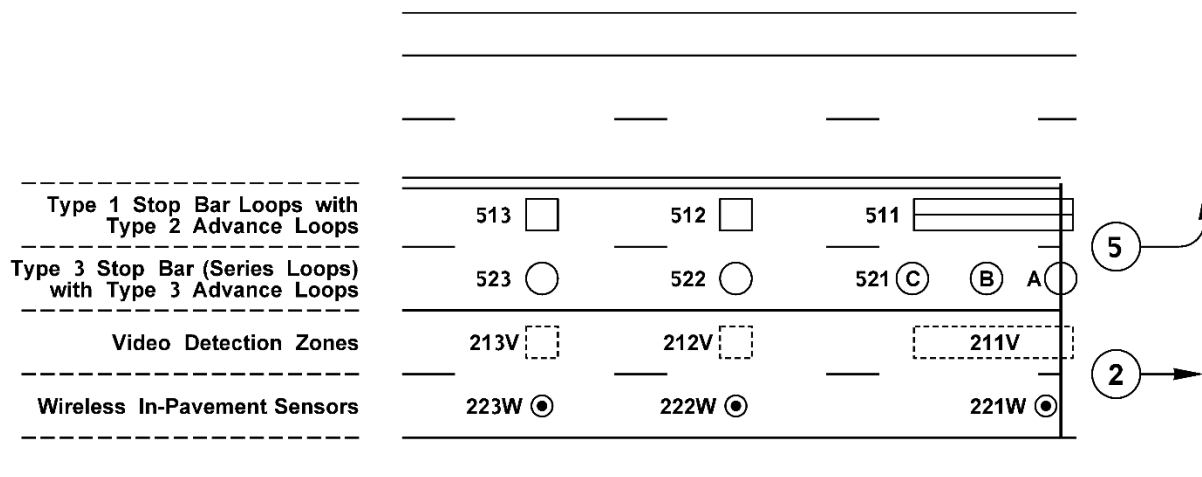 Type 1 Stop Bar Loops with
Type 2 Advance Loops
513 512 511
5
Type 3 Stop Bar (Series Loops)
with Type 3 Advance Loops
523 522 521 C B A
Video Detection Zones
213V 212V 211V
2
Wireless In-Pavement Sensors
223W 222W 221W